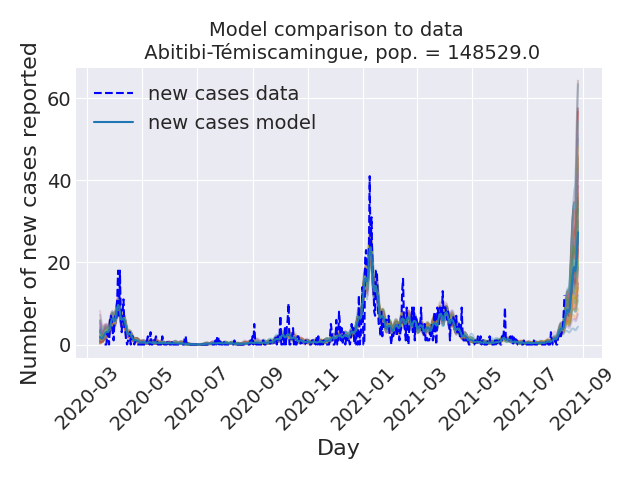 Model comparison to data
Abitibi-Témiscamingue, pop. = 148529.0
Number of new cases reported
60
40
20
0
new cases data
new cases model
2020-03
2020-05
2020-07
2020-09
2020-11
2021-01
2021-03
2021-05
2021-07
2021-09
Day